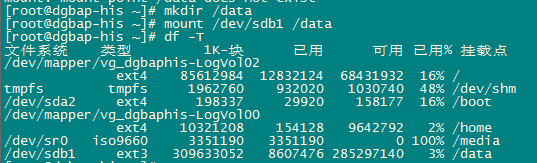 [root@dgbap-his ~]# mkdir /data
[root@dgbap-his ~]# mount /dev/sdb1 /data
[root@dgbap-his ~]# df -T
文件系统 类型 1K-块 已用 可用 已用% 挂载点
/dev/mapper/vg_dgbaphis-LogVol02
ext4 85612984 12832124 68431932 16% /
tmpfs tmpfs 1962760 932020 1030740 48% /dev/shm
/dev/sda2 ext4 198337 29920 158177 16% /boot
/dev/mapper/vg_dgbaphis-LogVol00
ext4 10321208 154128 9642792 2% /home
/dev/sr0 iso9660 3351190 3351190 0 100% /media
/dev/sdb1 ext3 309633052 8607476 285297140 3% /data